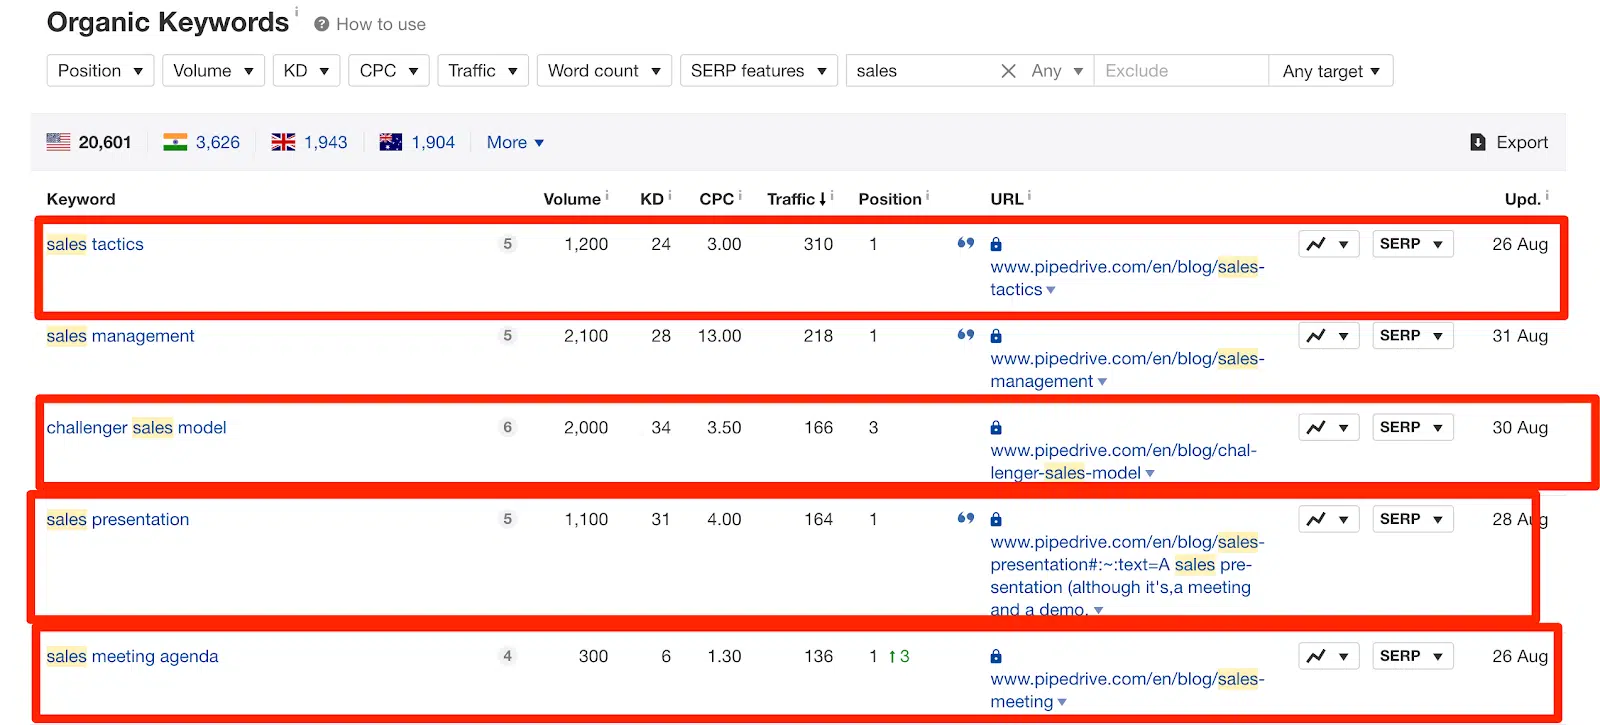 Organic Keywords i ? How to use
Position Volume KD CPC Traffic Word count SERP features sales Any Exclude Any target
20,601 3,626 1,943 1,904 More Export
Keyword Volume i KD i CPC i Traffic ↓ i Position i URL i Upd. i
sales tactics 5 1,200 24 3.00 310 1 SERP 26 Aug
www.pipedrive.com/en/blog/sales-
tactics
sales management 5 2,100 28 13.00 218 1 SERP 31 Aug
www.pipedrive.com/en/blog/sales-
management
challenger sales model 6 2,000 34 3.50 166 3 SERP 30 Aug
www.pipedrive.com/en/blog/chal-
lenger-sales-model
sales presentation 5 1,100 31 4.00 164 1 SERP 28 Aug
www.pipedrive.com/en/blog/sales-
presentation#:~:text=A sales pre-
sentation (although it's,a meeting
and a demo.
sales meeting agenda 4 300 6 1.30 136 1 ↑3 SERP 26 Aug
www.pipedrive.com/en/blog/sales-
meeting